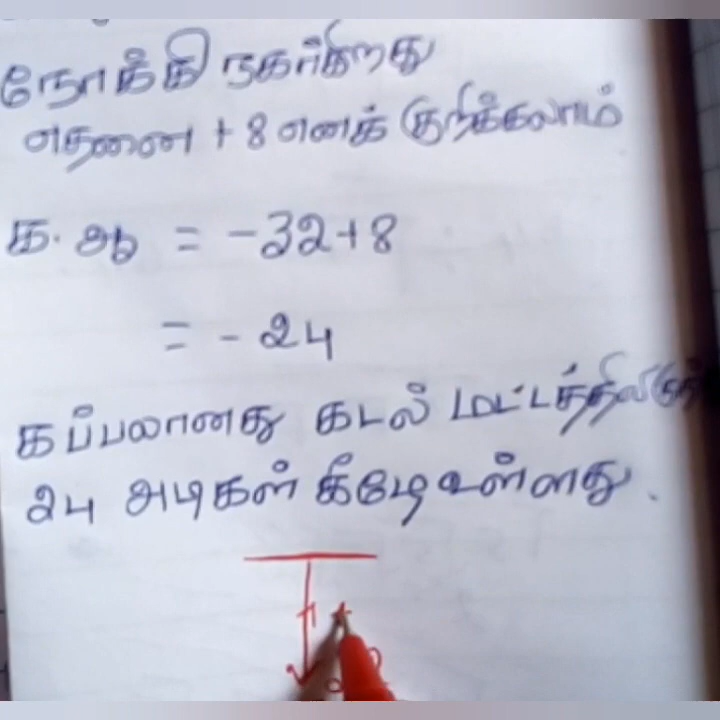 நோக்கி நகர்கிறது
எதனை + 8 எனக் குறிக்கலாம்
க. ஆ = -32+8
= - 24
கப்பலானது கடல் மட்டத்திலிருந்
24 அடிகள் கீழே உள்ளது.